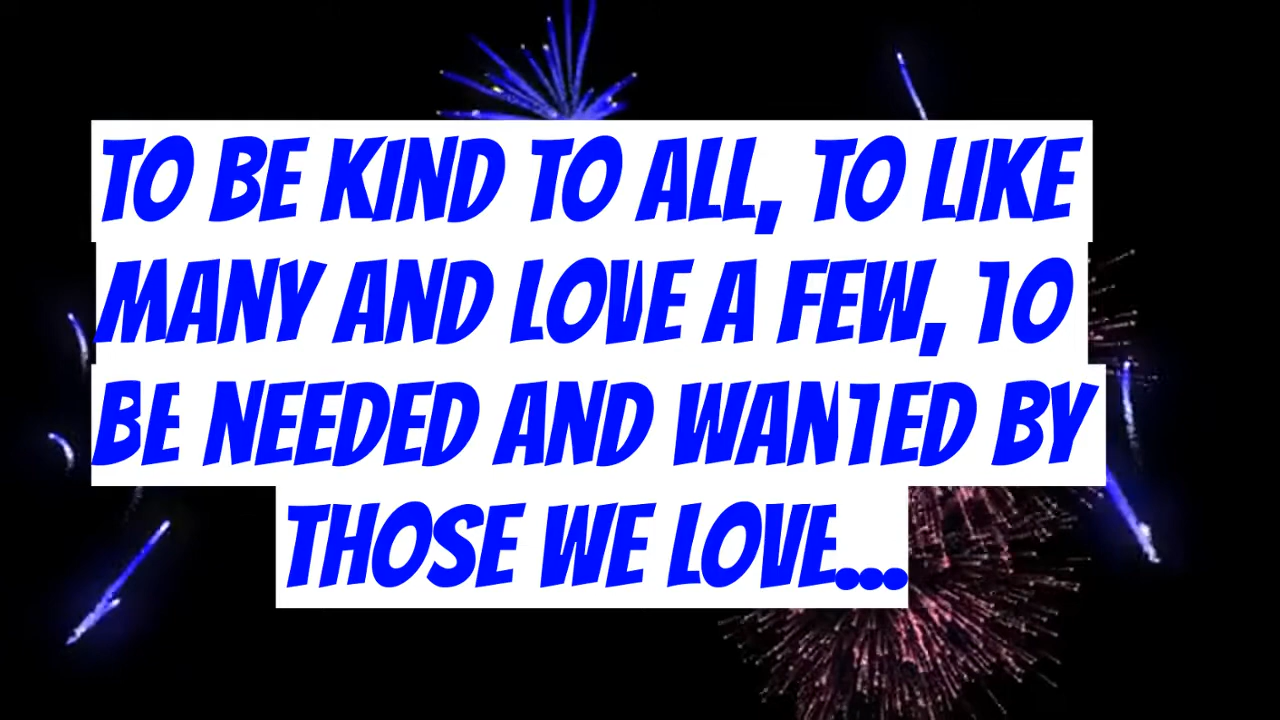 TO BE KIND TO ALL, TO LIKE
MANY AND LOVE A FEW, TO
BE NEEDED AND WANTED BY
THOSE WE LOVE...